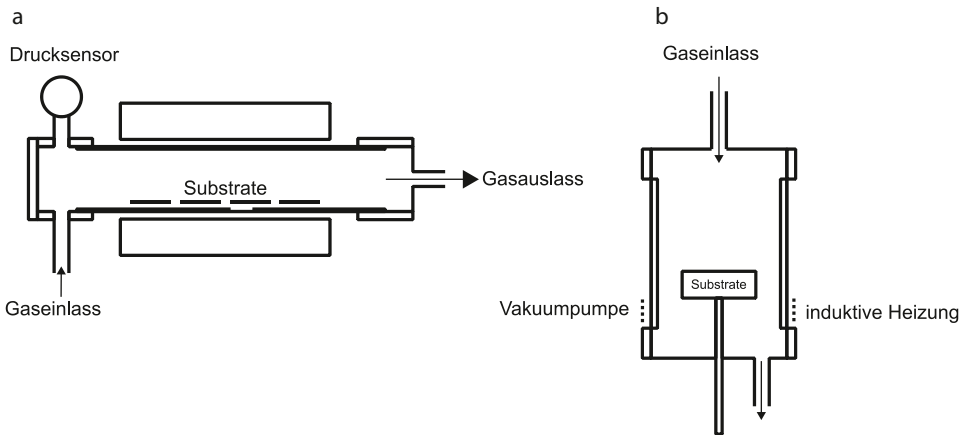 a
Drucksensor
Substrate
Gasauslass
Gaseinlass
b
Gaseinlass
Substrate
Vakuumpumpe
induktive Heizung